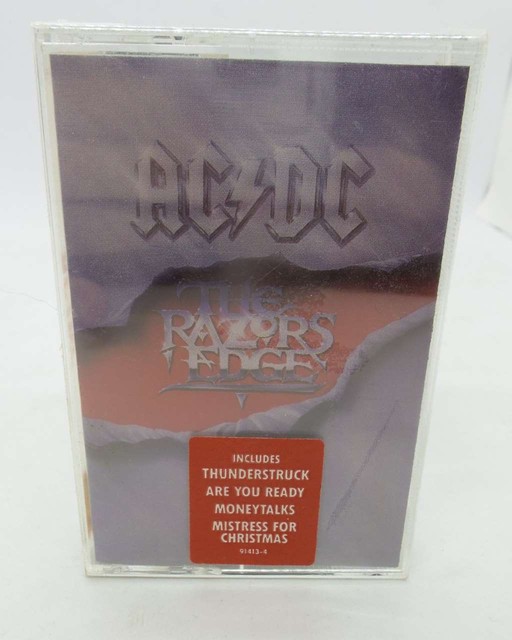 AC/DC
THE
RAZORS
EDGE
INCLUDES
THUNDERSTRUCK
ARE YOU READY
MONEYTALKS
MISTRESS FOR
CHRISTMAS
91413-4